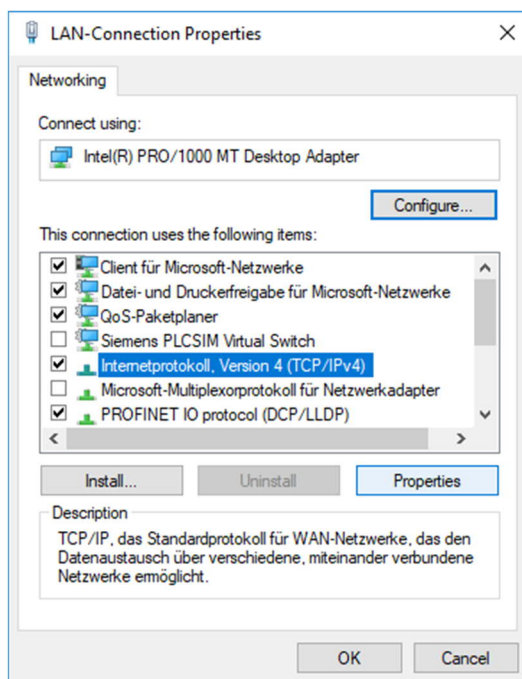 LAN-Connection Properties
Networking
Connect using:
Intel(R) PRO/1000 MT Desktop Adapter
Configure...
This connection uses the following items:
Client für Microsoft-Netzwerke
Datei- und Druckerfreigabe für Microsoft-Netzwerke
QoS-Paketplaner
Siemens PLCSIM Virtual Switch
Internetprotokoll, Version 4 (TCP/IPv4)
Microsoft-Multiplexorprotokoll für Netzwerkadapter
PROFINET IO protocol (DCP/LLDP)
Install... Uninstall Properties
Description
TCP/IP, das Standardprotokoll für WAN-Netzwerke, das den
Datenaustausch über verschiedene, miteinander verbundene
Netzwerke ermöglicht.
OK Cancel